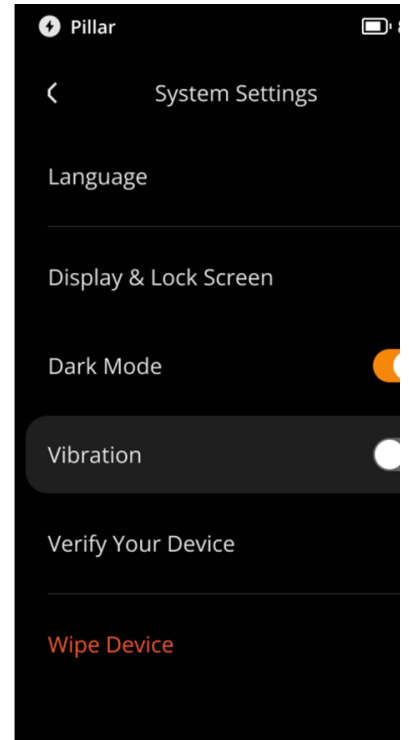 Pillar
System Settings
Language
Display & Lock Screen
Dark Mode
Vibration
Verify Your Device
Wipe Device